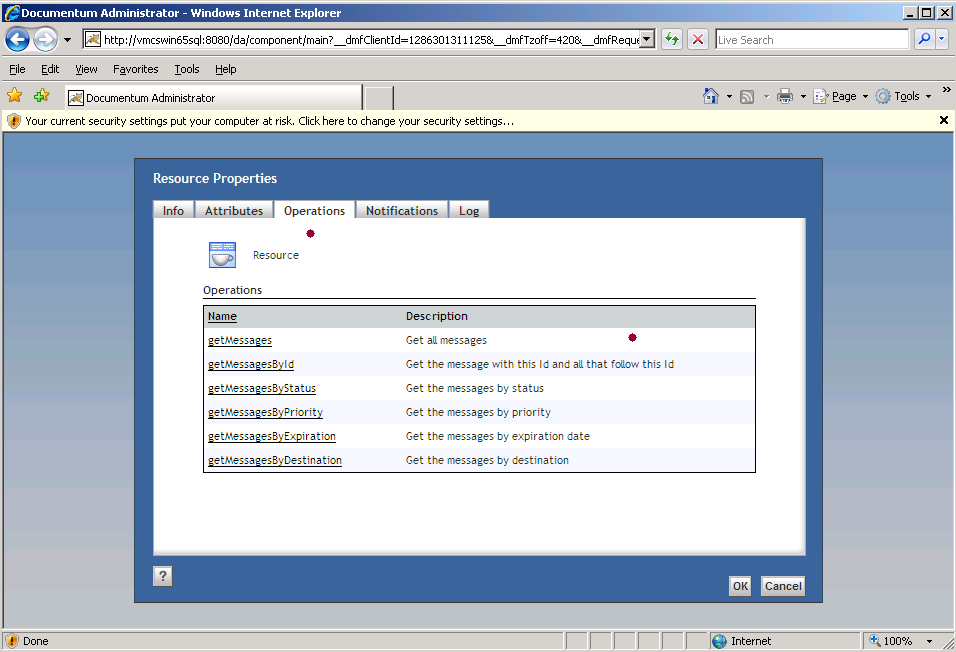 Documentum Administrator - Windows Internet Explorer
http://vmcswin65sql:8080/da/component/main?__dmfClientId=1286301311125&__dmfTzoff=420&__dmfReque
Live Search
File Edit View Favorites Tools Help
Documentum Administrator
Page Tools »
Your current security settings put your computer at risk. Click here to change your security settings...
Resource Properties
Info Attributes Operations Notifications Log
Resource
Operations
Name Description
getMessages Get all messages
getMessagesById Get the message with this Id and all that follow this Id
getMessagesByStatus Get the messages by status
getMessagesByPriority Get the messages by priority
getMessagesByExpiration Get the messages by expiration date
getMessagesByDestination Get the messages by destination
?
OK Cancel
Done Internet 100%